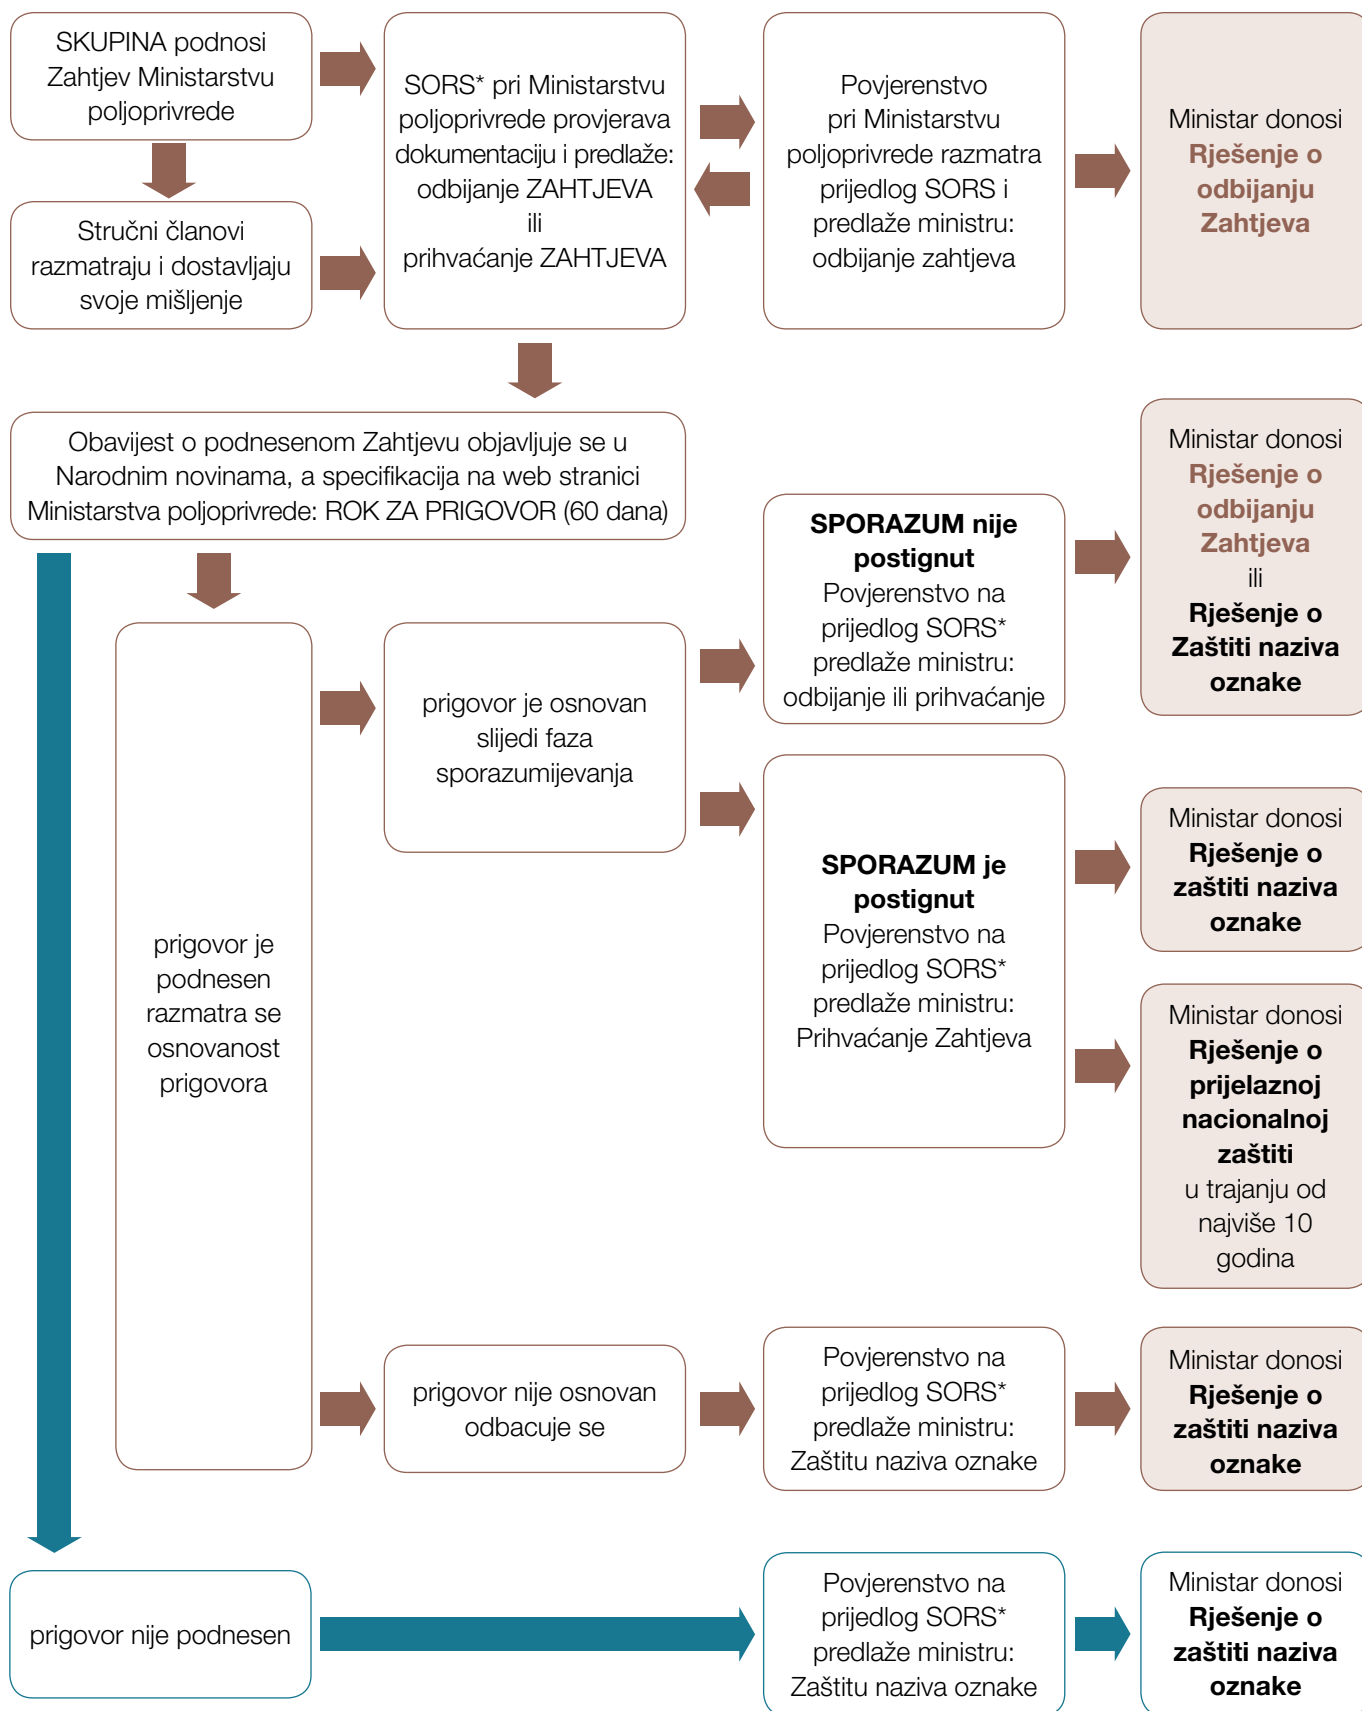 SKUPINA podnosi
Zahtjev Ministarstvu
poljoprivrede
Stručni članovi
razmatraju i dostavljaju
svoje mišljenje
SORS* pri Ministarstvu
poljoprivrede provjerava
dokumentaciju i predlaže:
odbijanje ZAHTJEVA
ili
prihvaćanje ZAHTJEVA
Povjerenstvo
pri Ministarstvu
poljoprivrede razmatra
prijedlog SORS i
predlaže ministru:
odbijanje zahtjeva
Ministar donosi
Rješenje o
odbijanju
Zahtjeva
Obavijest o podnesenom Zahtjevu objavljuje se u
Narodnim novinama, a specifikacija na web stranici
Ministarstva poljoprivrede: ROK ZA PRIGOVOR (60 dana)
prigovor je
podnesen
razmatra se
osnovanost
prigovora
prigovor je osnovan
slijedi faza
sporazumijevanja
SPORAZUM nije
postignut
Povjerenstvo na
prijedlog SORS*
predlaže ministru:
odbijanje ili prihvaćanje
Ministar donosi
Rješenje o
odbijanju
Zahtjeva
ili
Rješenje o
Zaštiti naziva
oznake
SPORAZUM je
postignut
Povjerenstvo na
prijedlog SORS*
predlaže ministru:
Prihvaćanje Zahtjeva
Ministar donosi
Rješenje o
zaštiti naziva
oznake
Ministar donosi
Rješenje o
prijelaznoj
nacionalnoj
zaštiti
u trajanju od
najviše 10
godina
prigovor nije osnovan
odbacuje se
Povjerenstvo na
prijedlog SORS*
predlaže ministru:
Zaštitu naziva oznake
Ministar donosi
Rješenje o
zaštiti naziva
oznake
prigovor nije podnesen
Povjerenstvo na
prijedlog SORS*
predlaže ministru:
Zaštitu naziva oznake
Ministar donosi
Rješenje o
zaštiti naziva
oznake